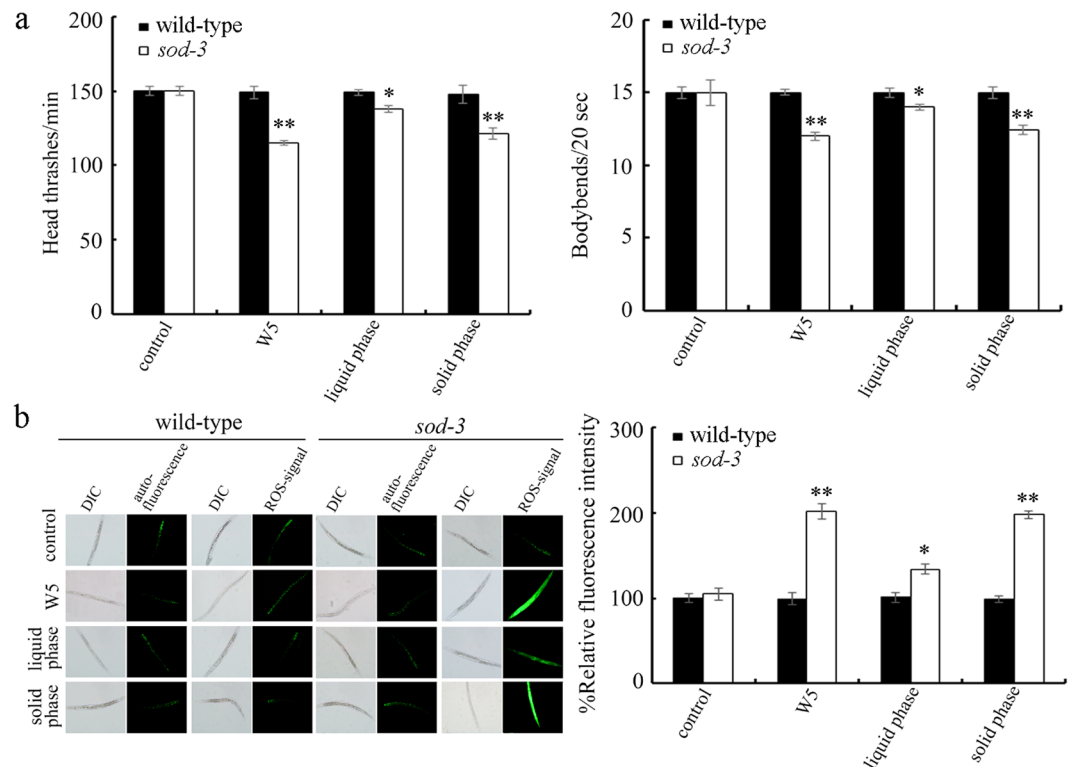 a
200
150
100
50
0
Head thrashes/min
wild-type
sod-3
**
*
**
control
W5
liquid phase
solid phase
20
15
10
5
0
Bodybends/20 sec
wild-type
sod-3
**
*
**
control
W5
liquid phase
solid phase
b
wild-type
sod-3
DIC
auto-
fluorescence
DIC
ROS-signal
DIC
auto-
fluorescence
DIC
ROS-signal
control
W5
liquid
phase
solid
phase
300
200
100
0
%Relative fluorescence intensity
wild-type
sod-3
**
*
**
control
W5
liquid phase
solid phase